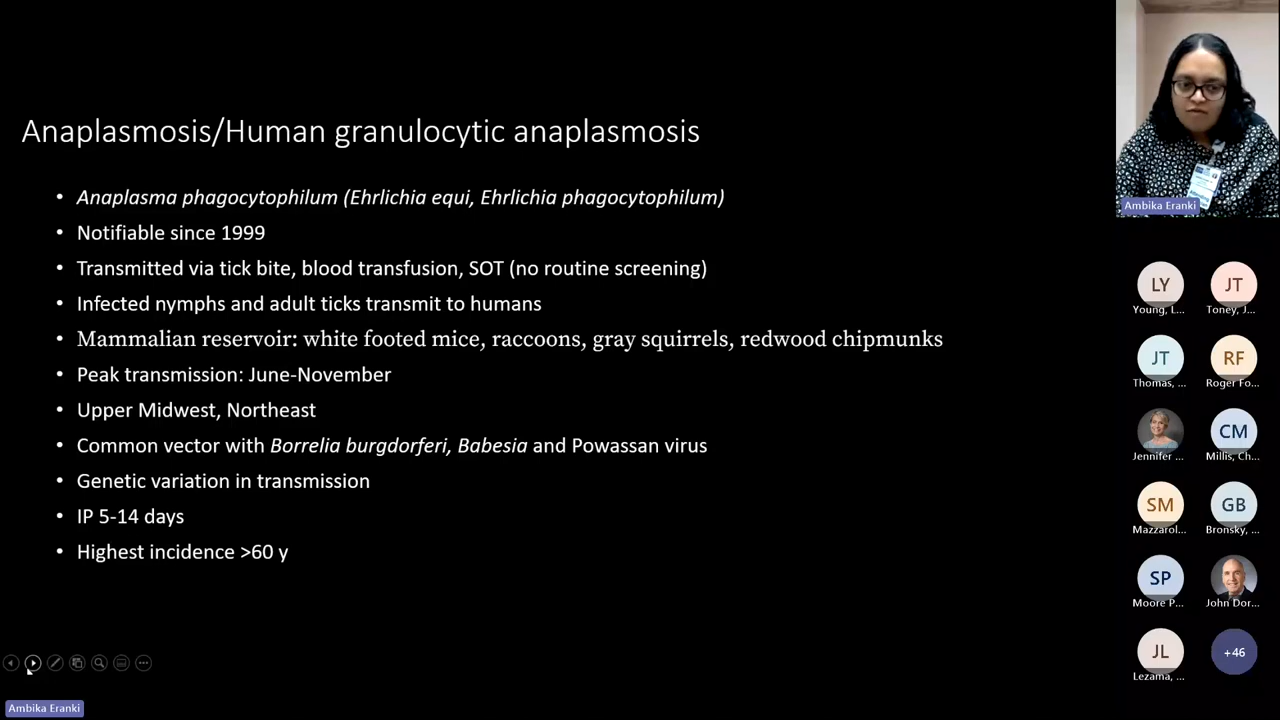 Anaplasmosis/Human granulocytic anaplasmosis
• Anaplasma phagocytophilum (Ehrlichia equi, Ehrlichia phagocytophilum)
• Notifiable since 1999
• Transmitted via tick bite, blood transfusion, SOT (no routine screening)
• Infected nymphs and adult ticks transmit to humans
• Mammalian reservoir: white footed mice, raccoons, gray squirrels, redwood chipmunks
• Peak transmission: June-November
• Upper Midwest, Northeast
• Common vector with Borrelia burgdorferi, Babesia and Powassan virus
• Genetic variation in transmission
• IP 5-14 days
• Highest incidence >60 y
Ambika Eranki
Ambika Eranki
LY
Young, L...
JT
Toney, J...
JT
Thomas, ...
RF
Roger Fo...
Jennifer ...
CM
Millis, Ch...
SM
Mazzarol...
GB
Bronsky, ...
SP
Moore P...
John Dor...
JL
Lezama, ...
+46